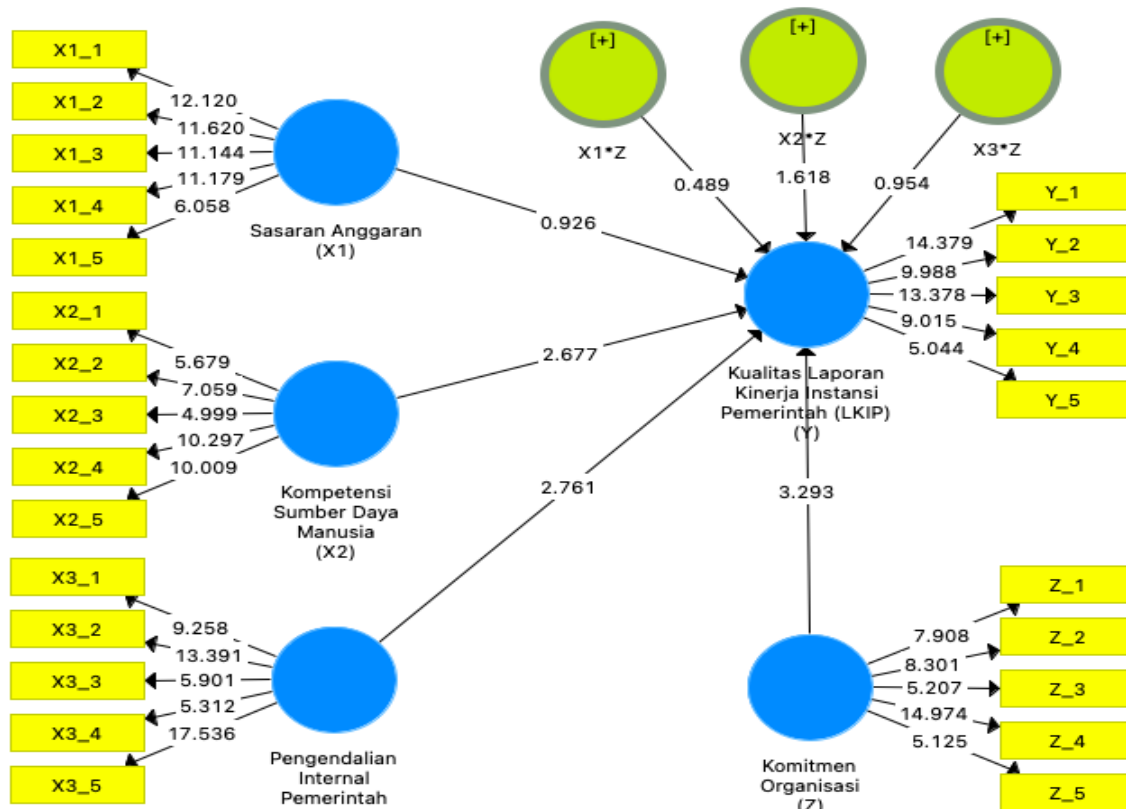 X1_1
X1_2
X1_3
X1_4
X1_5
12.120
11.620
11.144
11.179
6.058
Sasaran Anggaran
(X1)
X2_1
X2_2
X2_3
X2_4
X2_5
5.679
7.059
4.999
10.297
10.009
Kompetensi
Sumber Daya
Manusia
(X2)
X3_1
X3_2
X3_3
X3_4
X3_5
9.258
13.391
5.901
5.312
17.536
Pengendalian
Internal
Pemerintah
[+]
[+]
[+]
X1*Z
X2*Z
X3*Z
0.489
1.618
0.954
0.926
2.677
2.761
3.293
Kualitas Laporan
Kinerja Instansi
Pemerintah (LKIP)
(Y)
14.379
9.988
13.378
9.015
5.044
Y_1
Y_2
Y_3
Y_4
Y_5
Komitmen
Organisasi
(Z)
7.908
8.301
5.207
14.974
5.125
Z_1
Z_2
Z_3
Z_4
Z_5